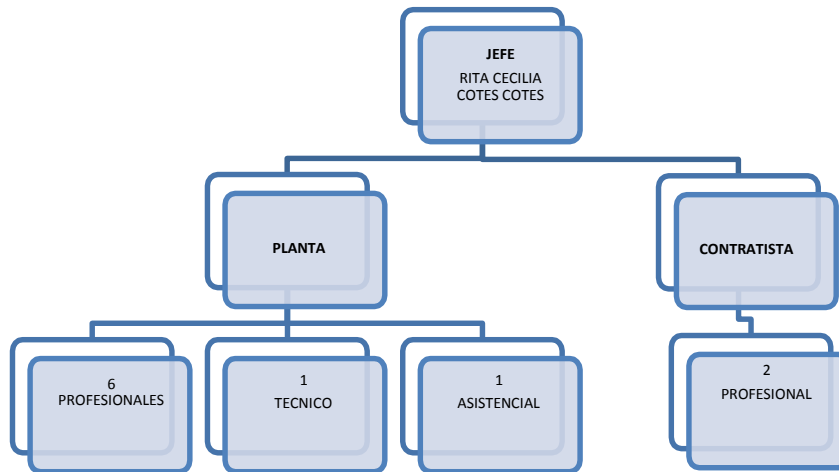 JEFE
RITA CECILIA
COTES COTES
PLANTA
CONTRATISTA
6
PROFESIONALES
1
TECNICO
1
ASISTENCIAL
2
PROFESIONAL